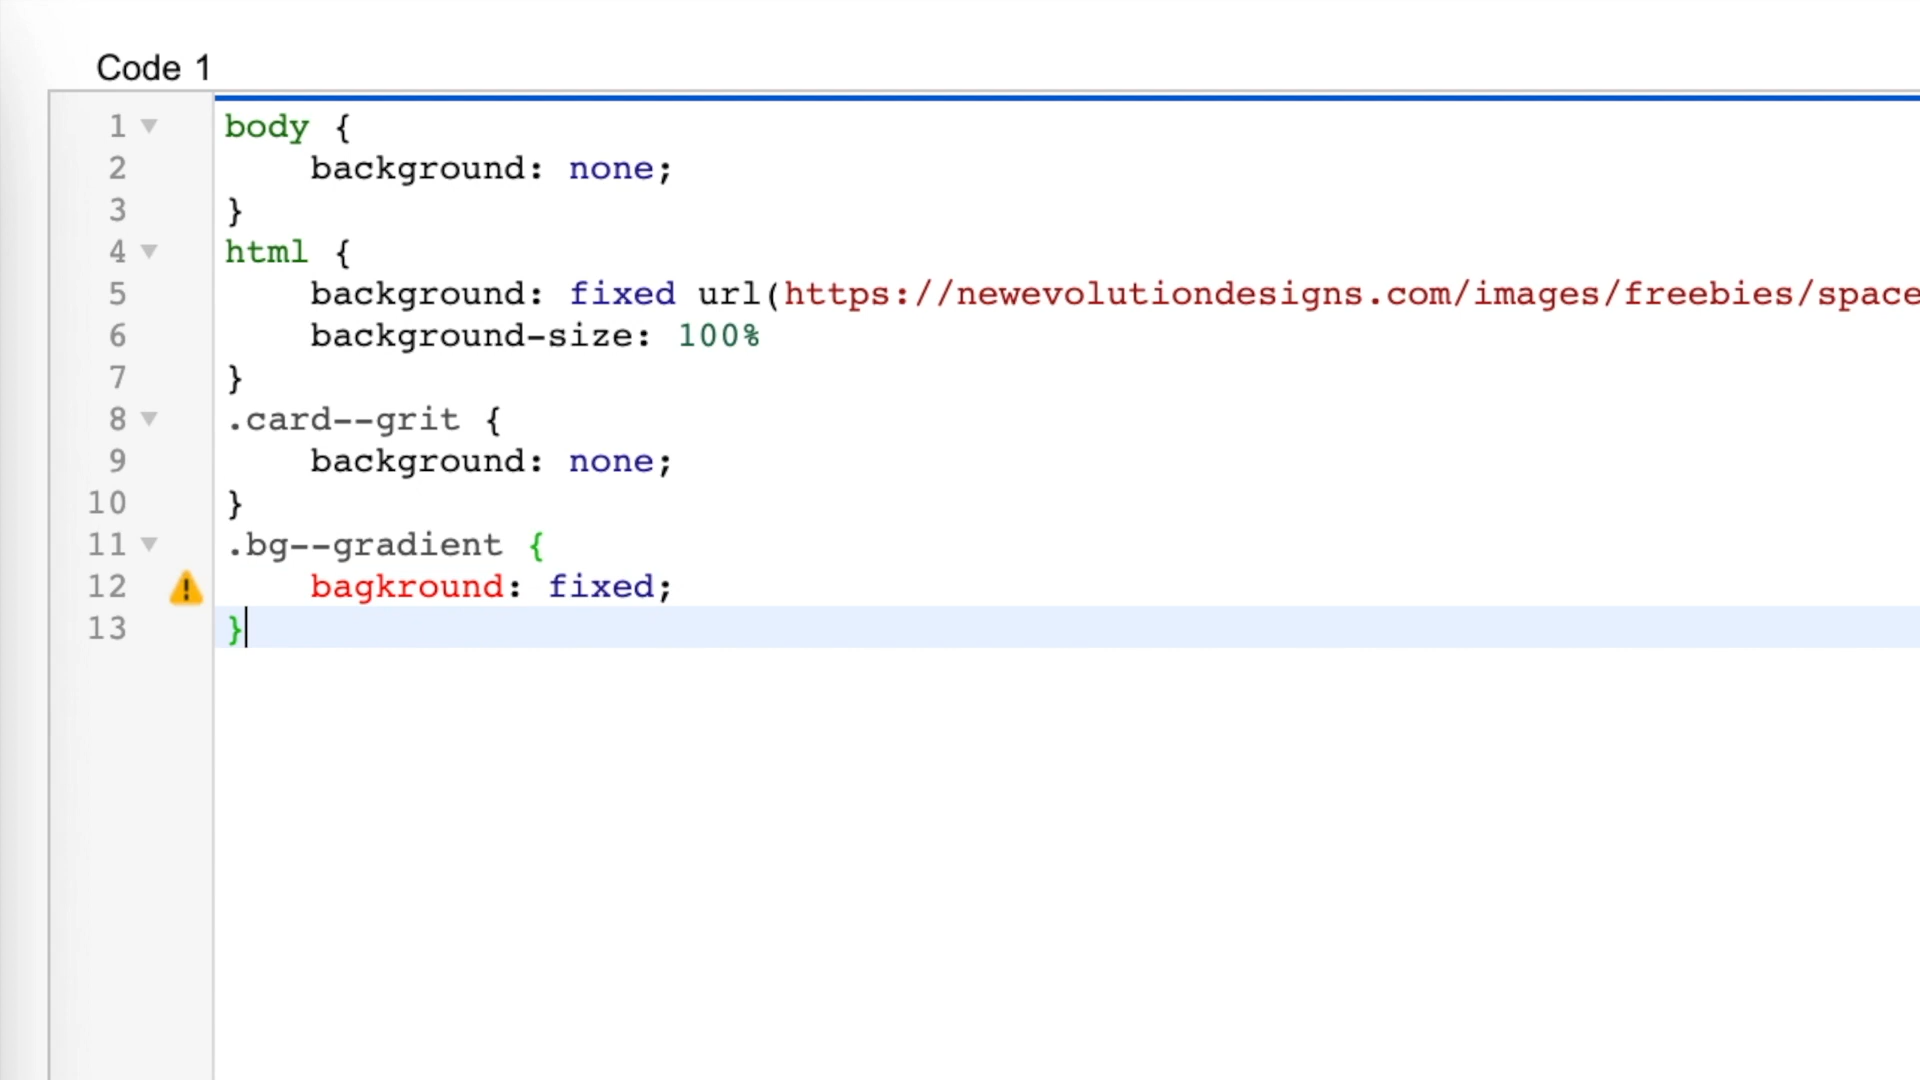 Code 1
1 body {
2 background: none;
3 }
4 html {
5 background: fixed url(https://newevolutiondesigns.com/images/freebies/space
6 background-size: 100%
7 }
8 .card--grit {
9 background: none;
10 }
11 .bg--gradient {
12 bagkround: fixed;
13 }